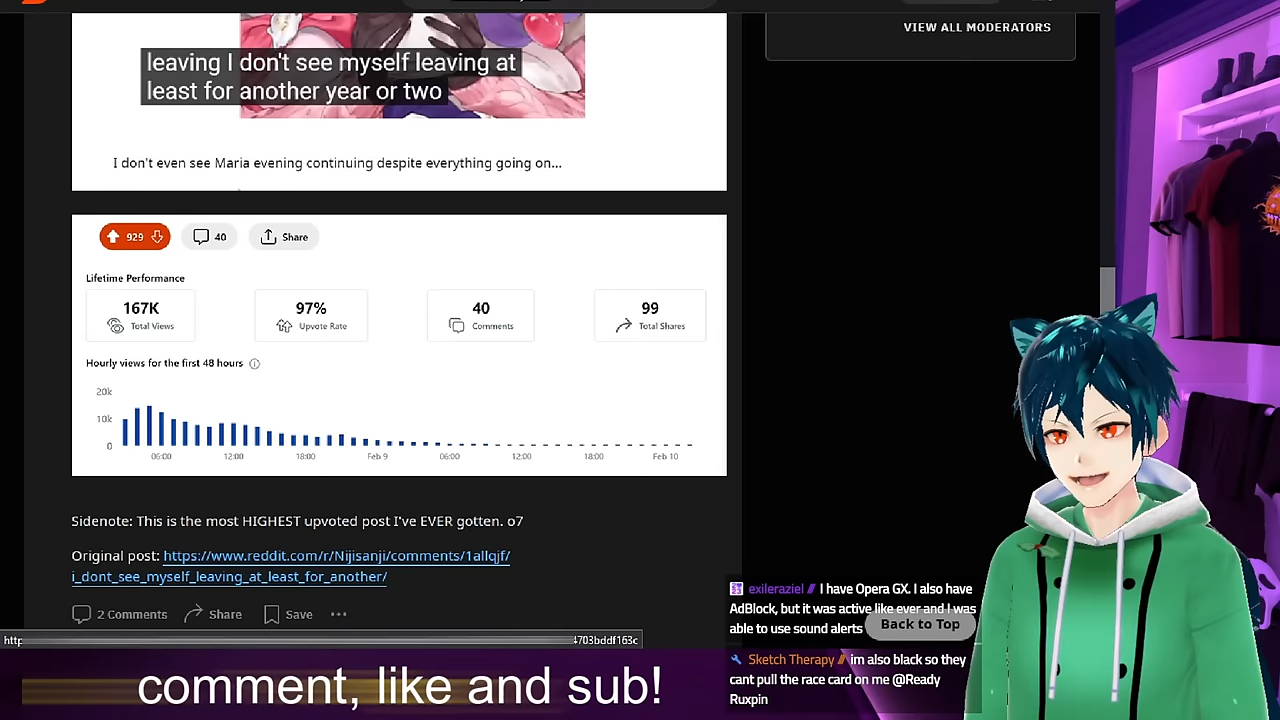 VIEW ALL MODERATORS
leaving I don't see myself leaving at
least for another year or two
I don't even see Maria evening continuing despite everything going on...
929
40
Share
Lifetime Performance
167K
Total Views
97%
Upvote Rate
40
Comments
99
Total Shares
Hourly views for the first 48 hours
20k
10k
0
06:00
12:00
18:00
Feb 9
06:00
12:00
18:00
Feb 10
Sidenote: This is the most HIGHEST upvoted post I've EVER gotten. o7
Original post: https://www.reddit.com/r/Nijisanji/comments/1allqjf/
i_dont_see_myself_leaving_at_least_for_another/
2 Comments
Share
Save
http
4703bddf163c
exileraziel // I have Opera GX. I also have
AdBlock, but it was active like ever and I was
able to use sound alerts
Back to Top
Sketch Therapy // im also black so they
cant pull the race card on me @Ready
Ruxpin
comment, like and sub!